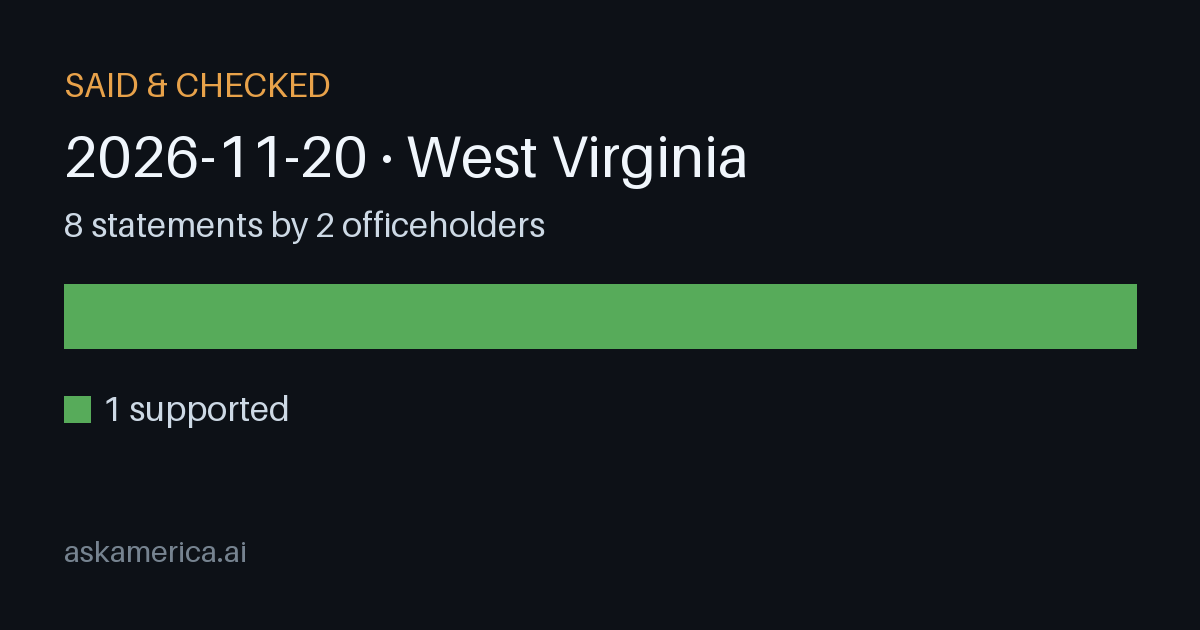 SAID & CHECKED
2026-11-20 · West Virginia
8 statements by 2 officeholders
1 supported
askamerica.ai